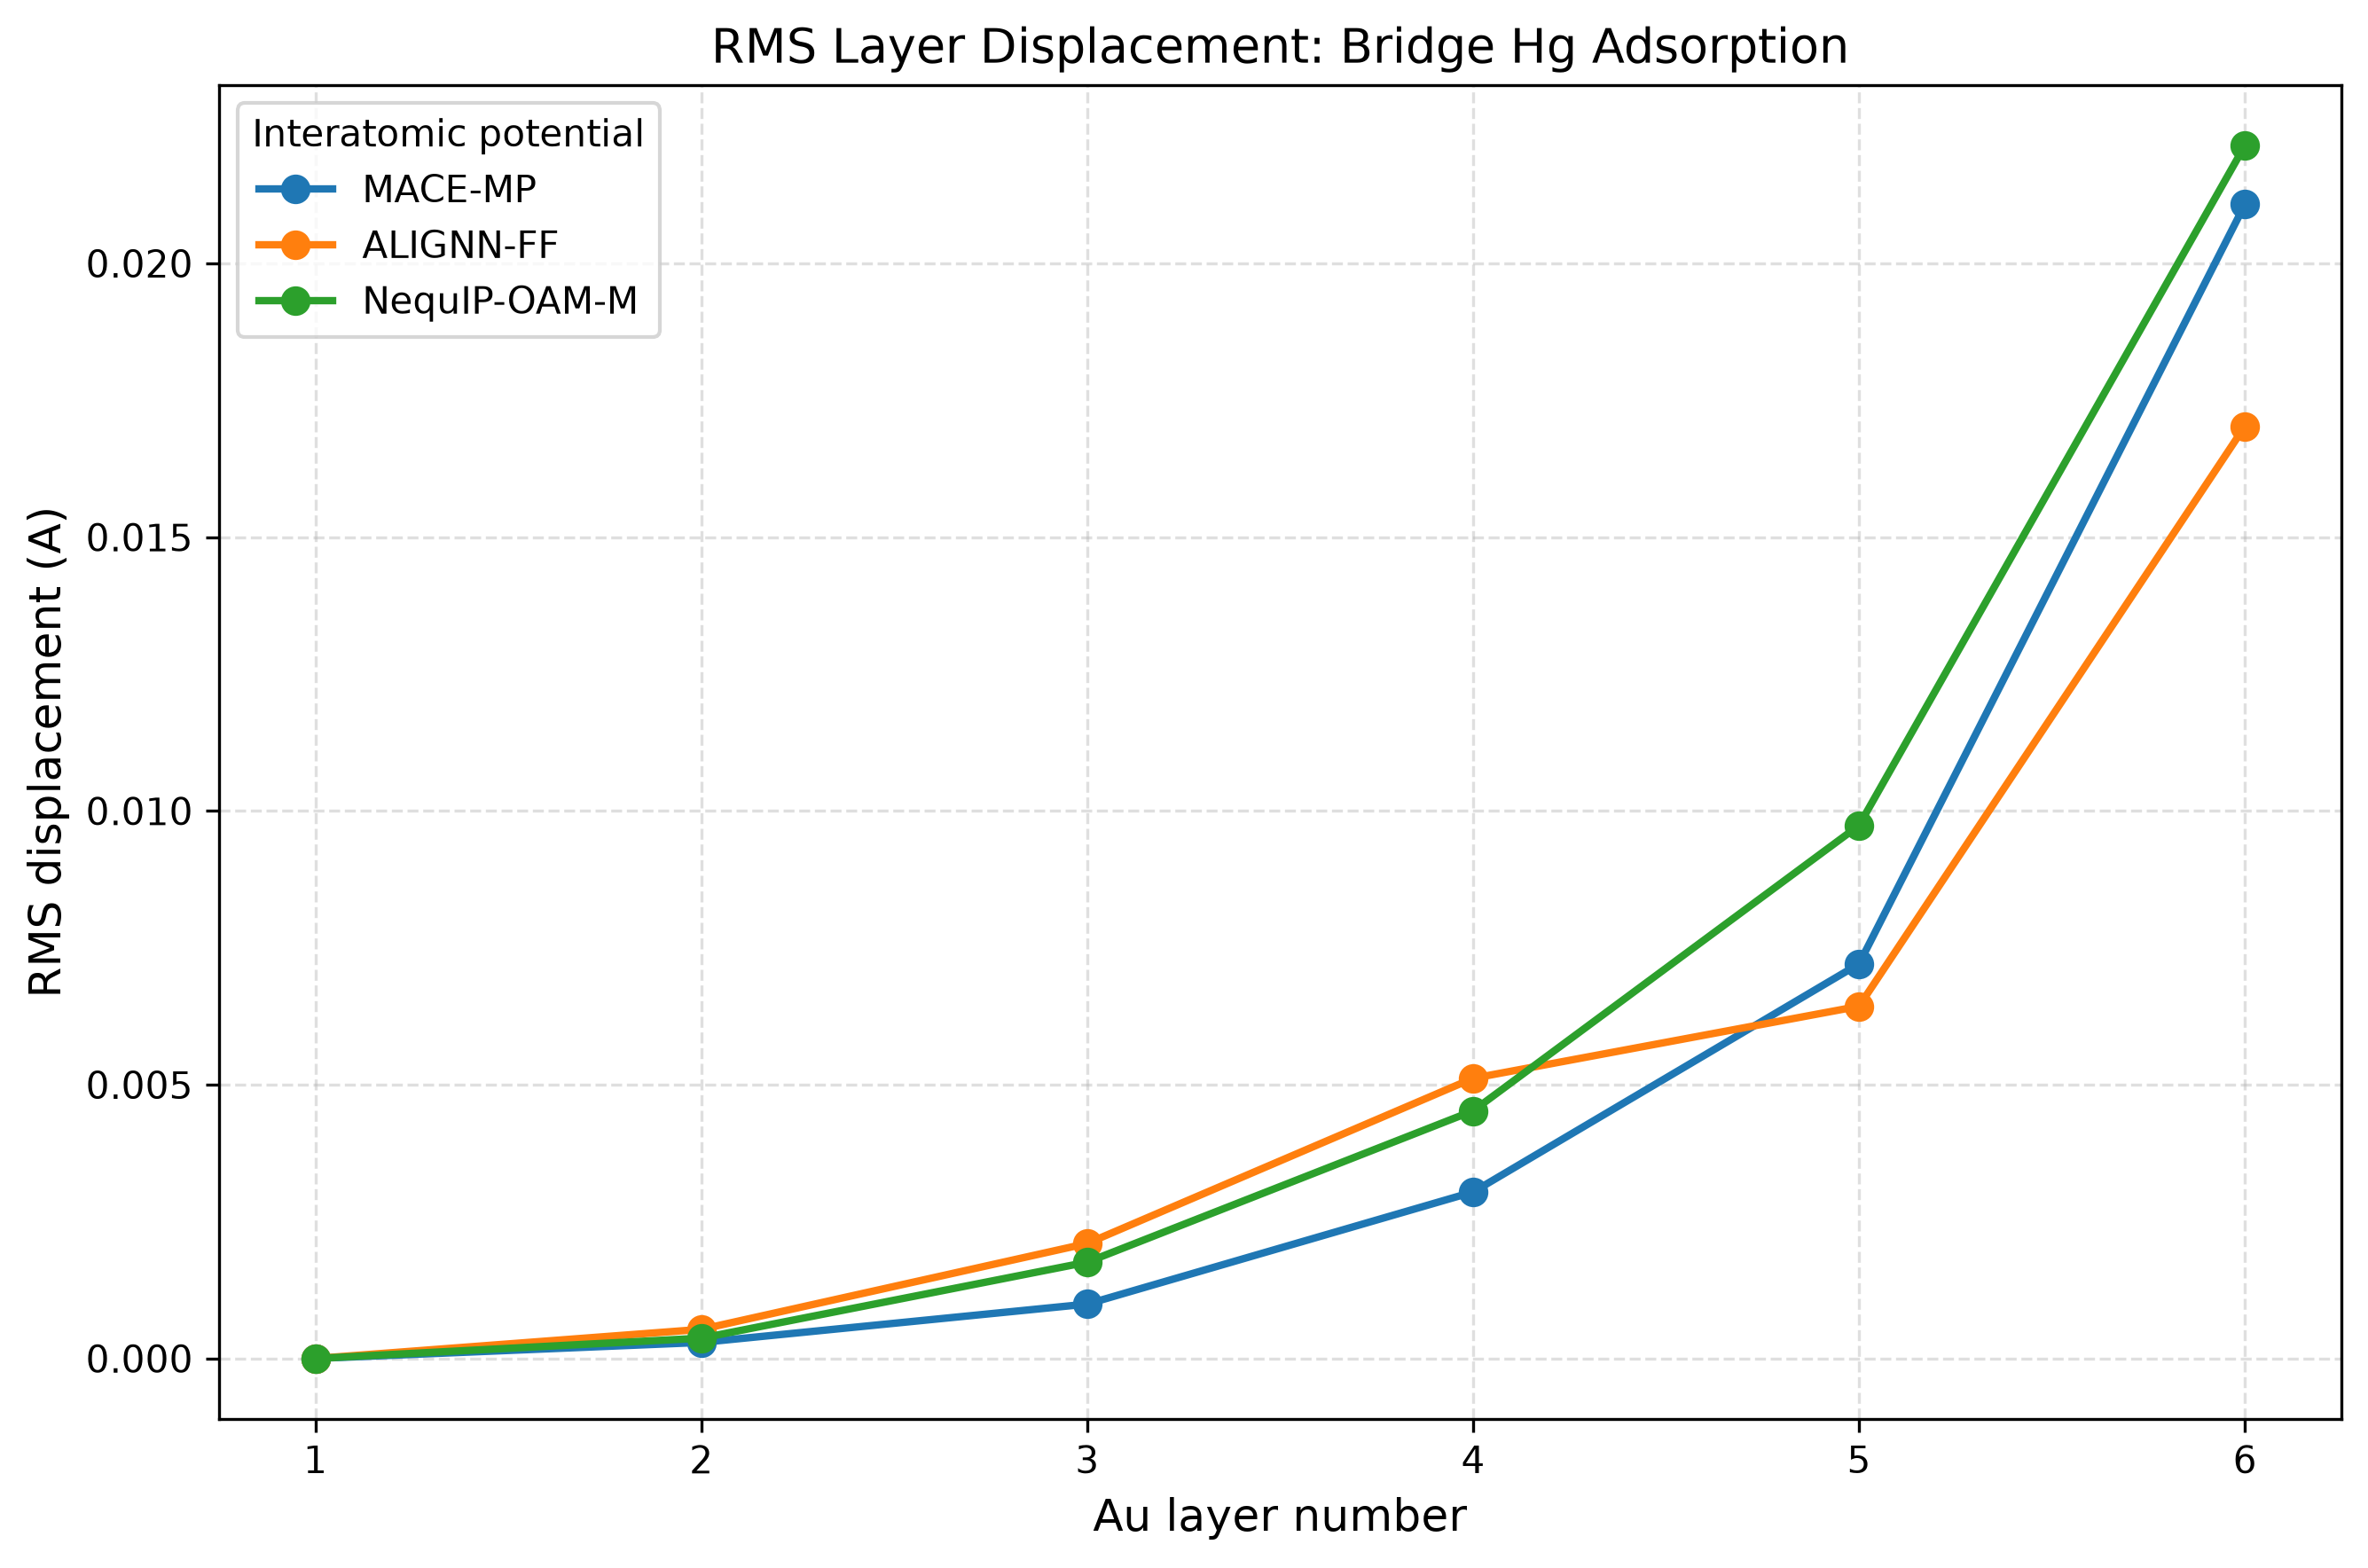 RMS Layer Displacement: Bridge Hg Adsorption
Interatomic potential
MACE-MP
ALIGNN-FF
NequIP-OAM-M
RMS displacement (A)
0.020
0.015
0.010
0.005
0.000
1 2 3 4 5 6
Au layer number